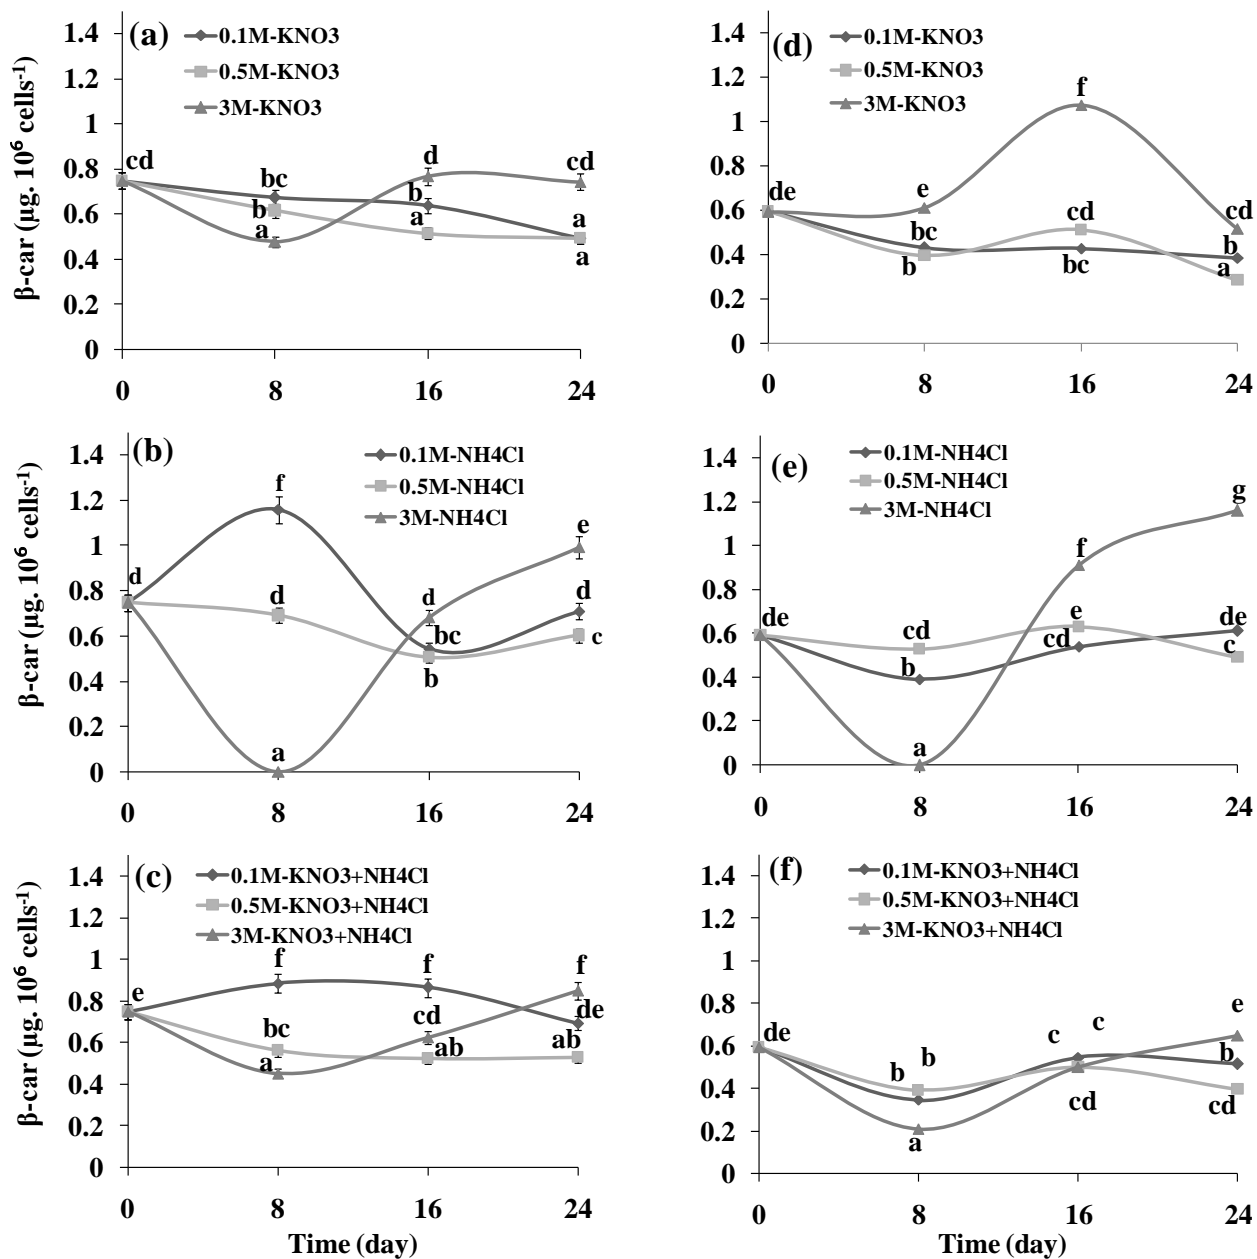 (a)
0.1M-KNO3
0.5M-KNO3
3M-KNO3
β-car (µg. 10⁶ cells⁻¹)
1.4
1.2
1
0.8
0.6
0.4
0.2
0
cd
bc
b
a
d
b
a
cd
a
a
0 8 16 24
(d)
0.1M-KNO3
0.5M-KNO3
3M-KNO3
1.4
1.2
1
0.8
0.6
0.4
0.2
0
de
e
bc
b
f
cd
bc
cd
b
a
0 8 16 24
(b)
0.1M-NH4Cl
0.5M-NH4Cl
3M-NH4Cl
β-car (µg. 10⁶ cells⁻¹)
1.4
1.2
1
0.8
0.6
0.4
0.2
0
d
f
d
a
d
bc
b
e
d
c
0 8 16 24
(e)
0.1M-NH4Cl
0.5M-NH4Cl
3M-NH4Cl
1.4
1.2
1
0.8
0.6
0.4
0.2
0
de
cd
b
a
f
e
cd
g
de
c
0 8 16 24
(c)
0.1M-KNO3+NH4Cl
0.5M-KNO3+NH4Cl
3M-KNO3+NH4Cl
β-car (µg. 10⁶ cells⁻¹)
1.4
1.2
1
0.8
0.6
0.4
0.2
0
e
f
bc
a
f
cd
ab
f
de
ab
0 8 16 24
Time (day)
(f)
0.1M-KNO3+NH4Cl
0.5M-KNO3+NH4Cl
3M-KNO3+NH4Cl
1.4
1.2
1
0.8
0.6
0.4
0.2
0
de
b
b
a
c
c
cd
e
b
cd
0 8 16 24
Time (day)